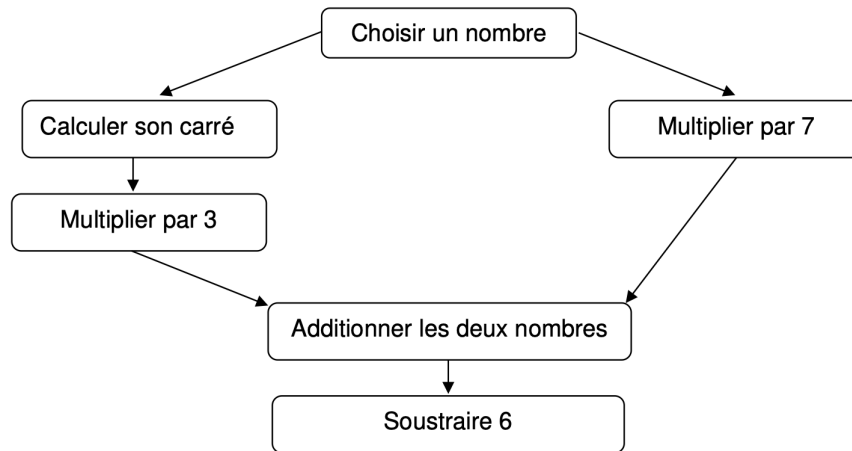 Choisir un nombre
Calculer son carré
Multiplier par 7
Multiplier par 3
Additionner les deux nombres
Soustraire 6